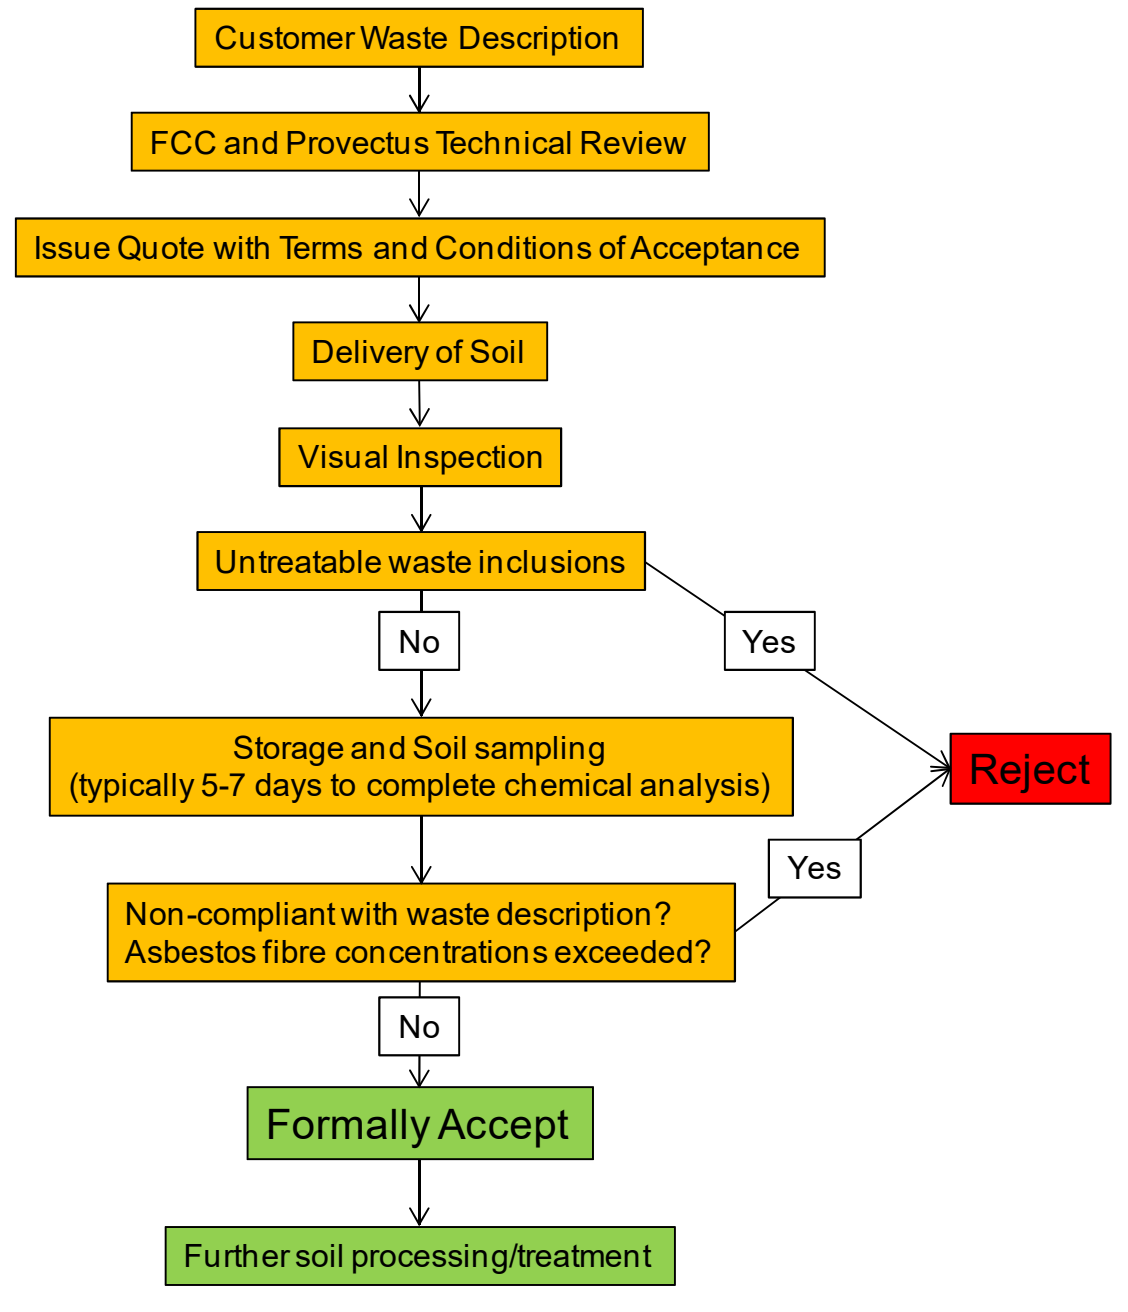 Customer Waste Description
FCC and Provectus Technical Review
Issue Quote with Terms and Conditions of Acceptance
Delivery of Soil
Visual Inspection
Untreatable waste inclusions
No
Yes
Storage and Soil sampling
(typically 5-7 days to complete chemical analysis)
Reject
Yes
Non-compliant with waste description?
Asbestos fibre concentrations exceeded?
No
Formally Accept
Further soil processing/treatment